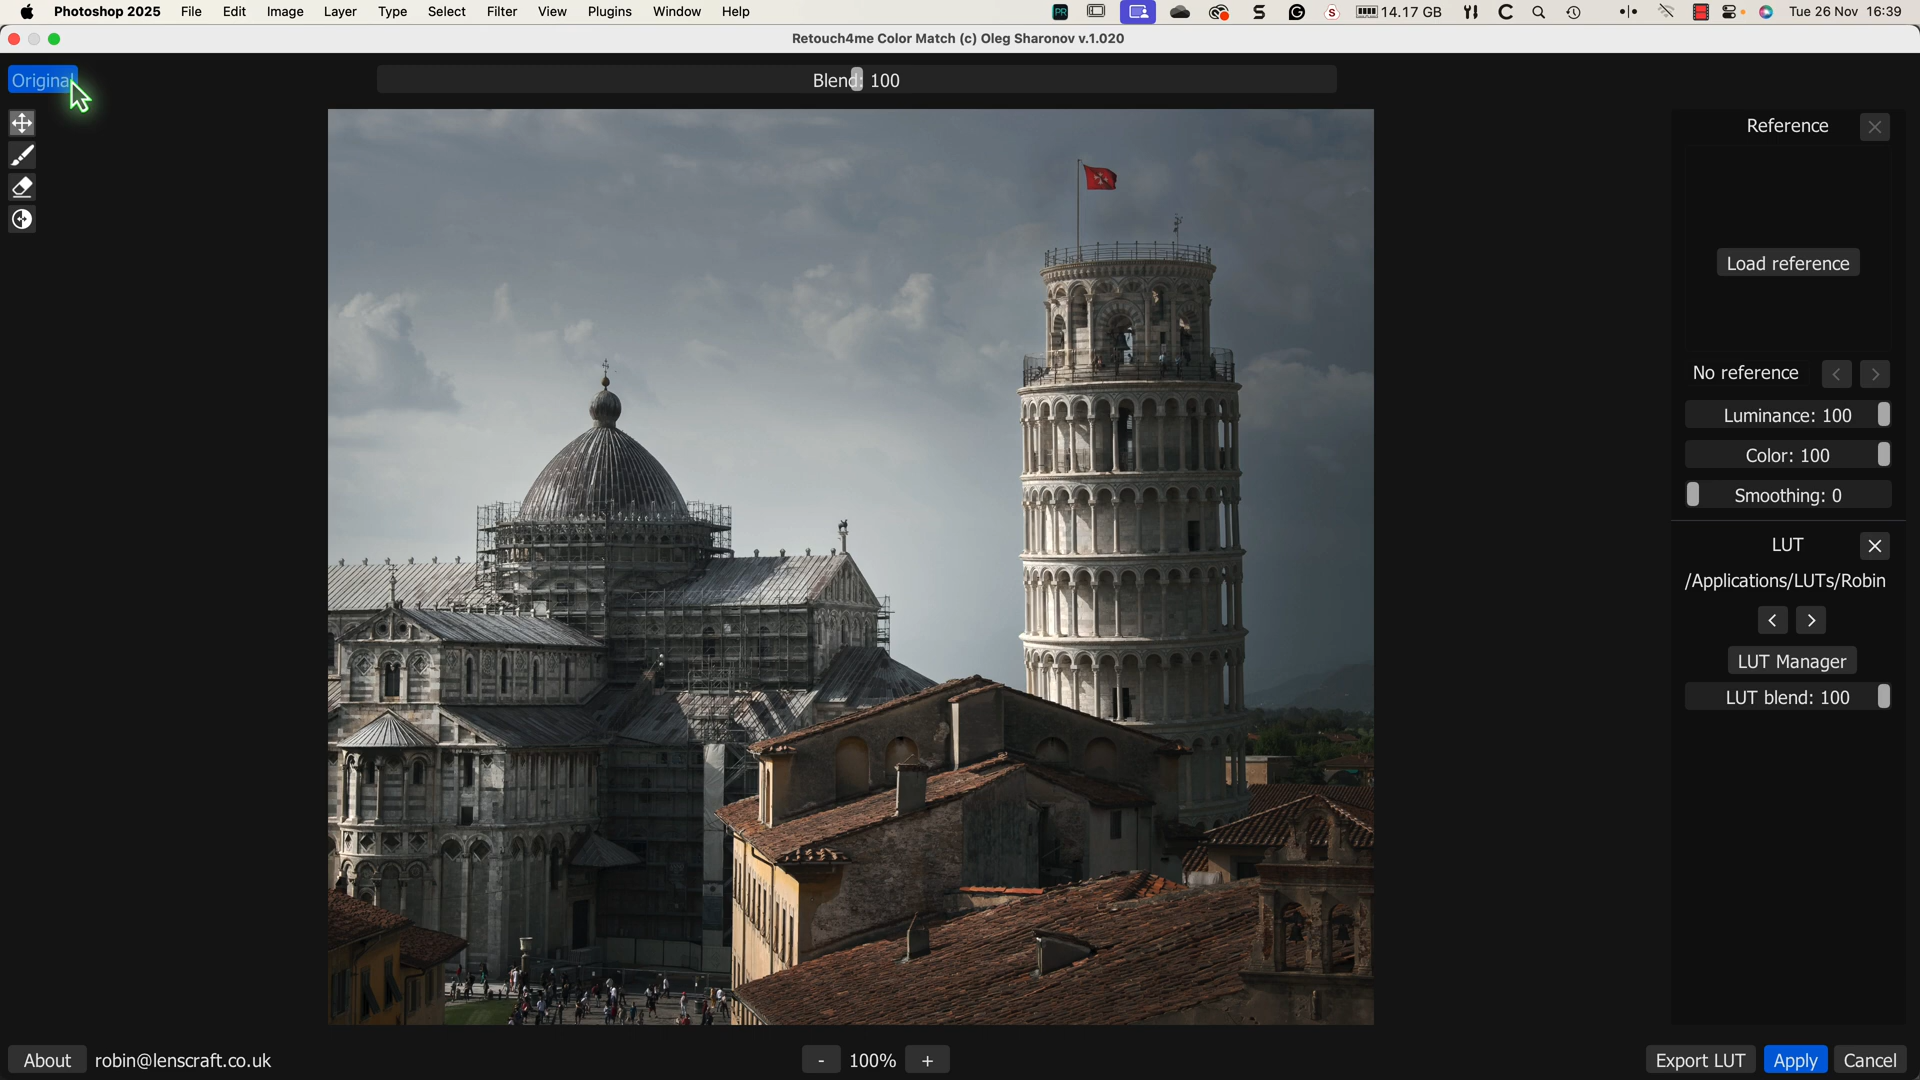 Photoshop 2025 File Edit Image Layer Type Select Filter View Plugins Window Help 14.17 GB Tue 26 Nov 16:39
Retouch4me Color Match (c) Oleg Sharonov v.1.020
Original
Blend: 100
Reference
Load reference
No reference
Luminance: 100
Color: 100
Smoothing: 0
LUT
/Applications/LUTs/Robin
LUT Manager
LUT blend: 100
About robin@lenscraft.co.uk - 100% + Export LUT Apply Cancel